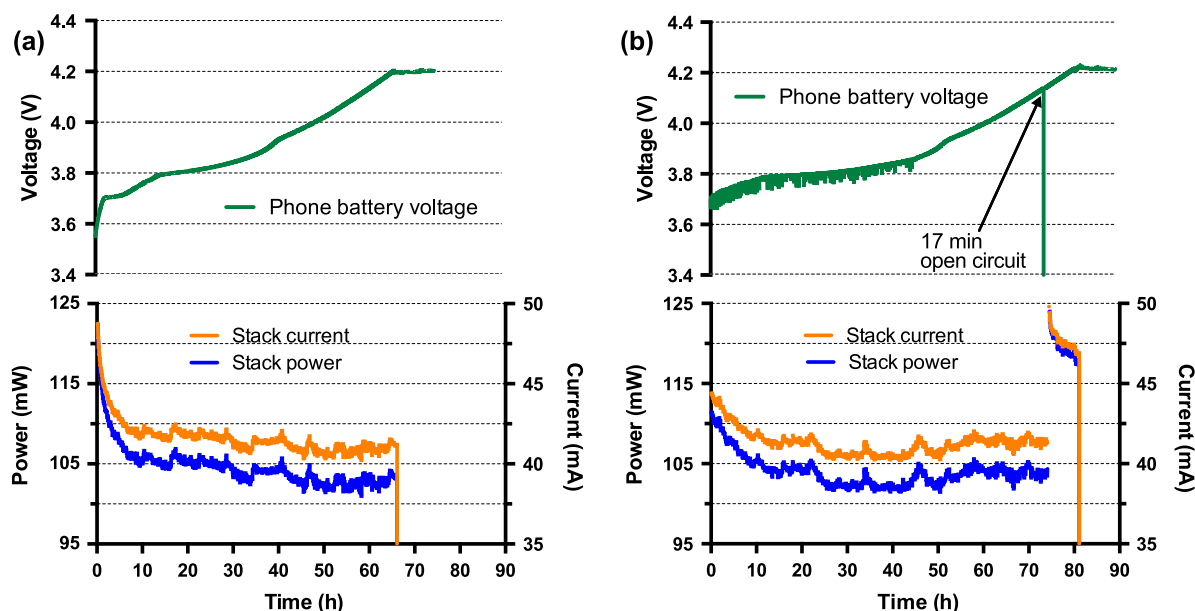 (a)
Voltage (V)
4.4
4.2
4.0
3.8
3.6
3.4
Phone battery voltage
Power (mW)
125
115
105
95
Stack current
Stack power
50
45
40
35
Current (mA)
0 10 20 30 40 50 60 70 80 90
Time (h)
(b)
Voltage (V)
4.4
4.2
4.0
3.8
3.6
3.4
Phone battery voltage
17 min
open circuit
Power (mW)
125
115
105
95
Stack current
Stack power
50
45
40
35
Current (mA)
0 10 20 30 40 50 60 70 80 90
Time (h)